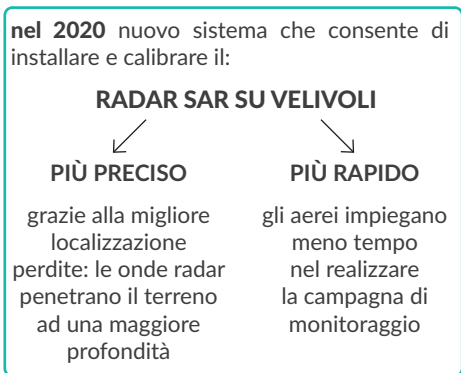 nel 2020 nuovo sistema che consente di
installare e calibrare il:
RADAR SAR SU VELIVOLI
PIÙ PRECISO
grazie alla migliore
localizzazione
perdite: le onde radar
penetrano il terreno
ad una maggiore
profondità
PIÙ RAPIDO
gli aerei impiegano
meno tempo
nel realizzare
la campagna di
monitoraggio